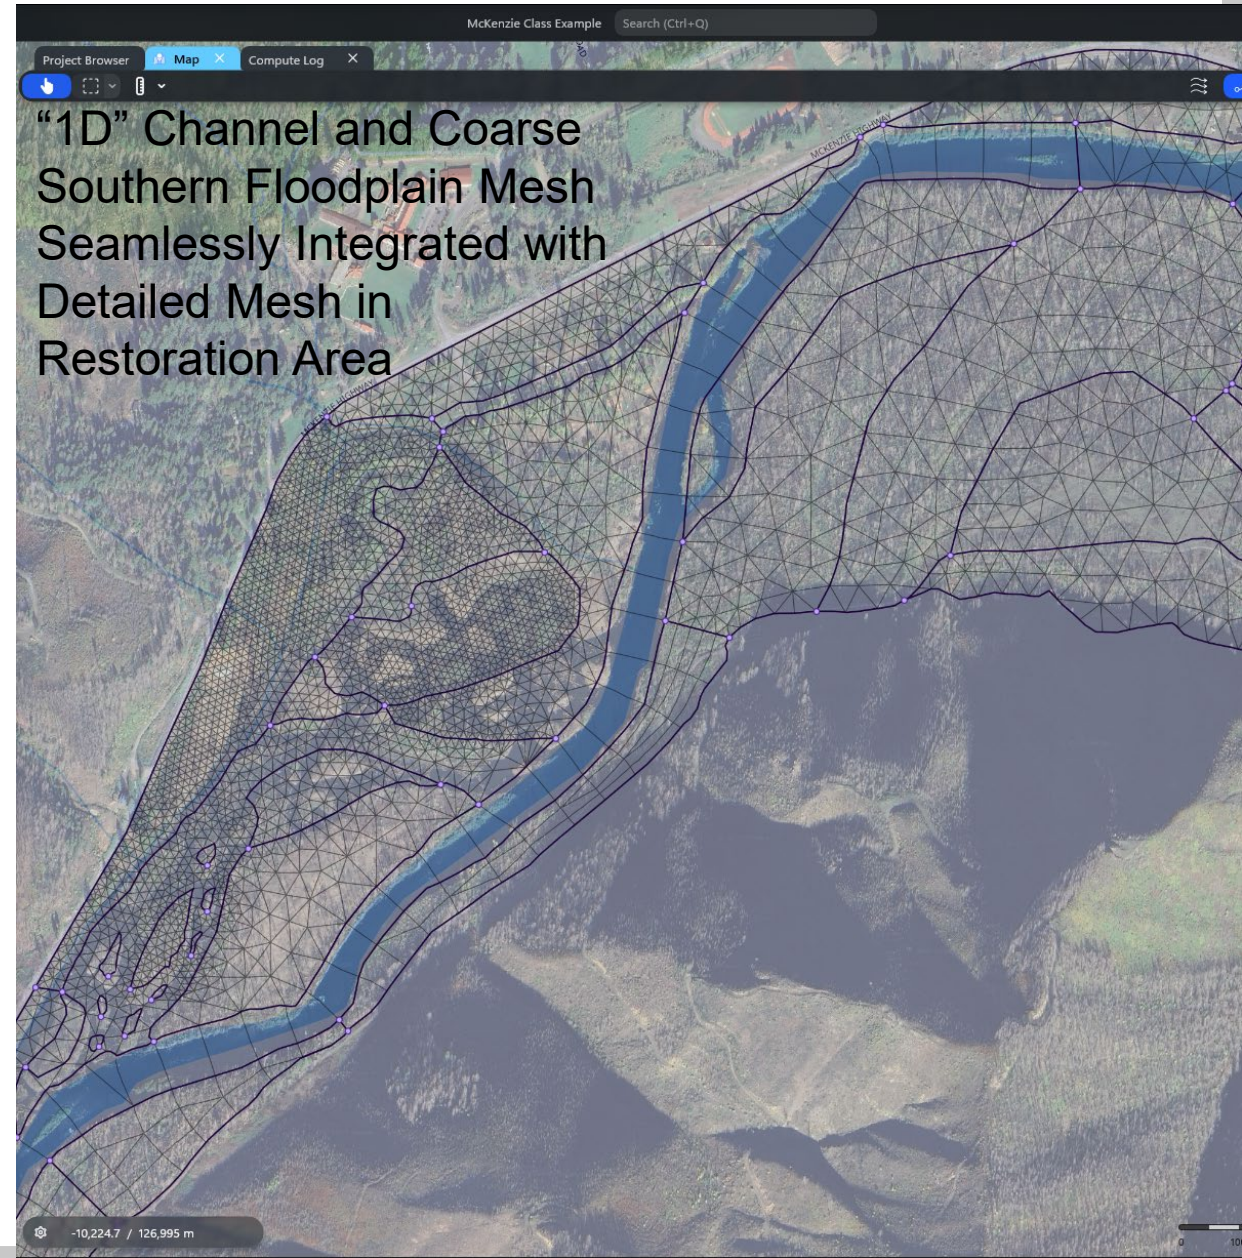 McKenzie Class Example
Search (Ctrl+Q)
Project Browser
Map
Compute Log
“1D” Channel and Coarse
Southern Floodplain Mesh
Seamlessly Integrated with
Detailed Mesh in
Restoration Area
MCKENZIE HIGHWAY
HIGHWAY
-10,224.7 / 126,995 m
0